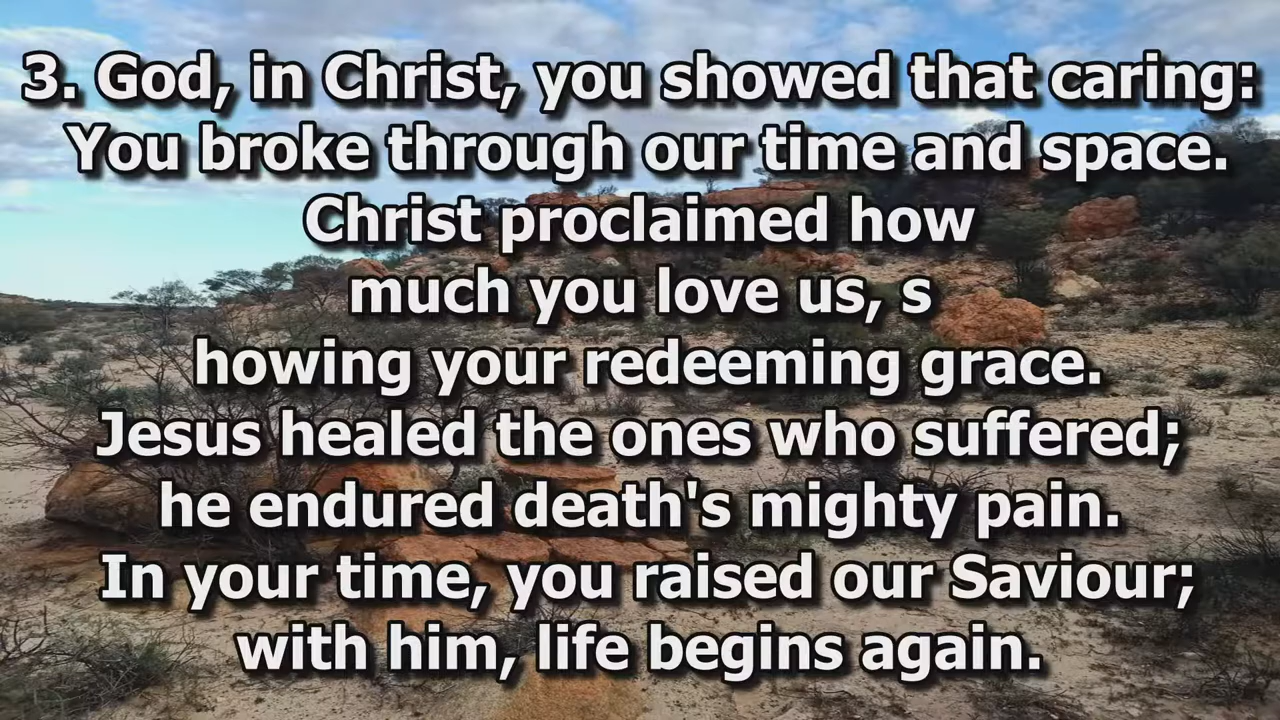 3. God, in Christ, you showed that caring:
You broke through our time and space.
Christ proclaimed how
much you love us, s
howing your redeeming grace.
Jesus healed the ones who suffered;
he endured death's mighty pain.
In your time, you raised our Saviour;
with him, life begins again.